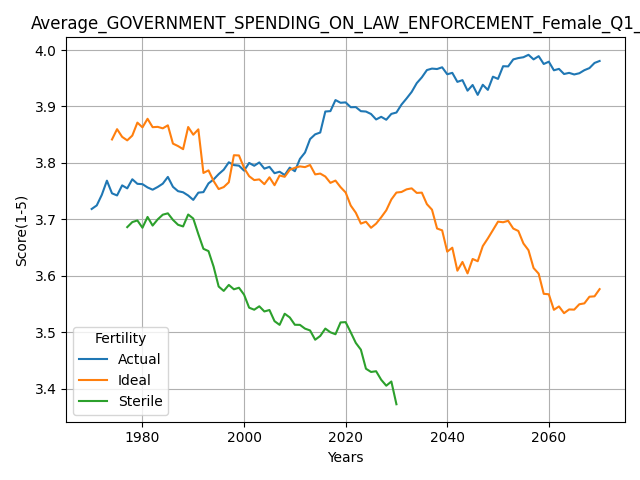 Average_GOVERNMENT_SPENDING_ON_LAW_ENFORCEMENT_Female_Q1_
4.0
3.9
3.8
3.7
3.6
3.5
3.4
Score(1-5)
Fertility
Actual
Ideal
Sterile
1980 2000 2020 2040 2060
Years